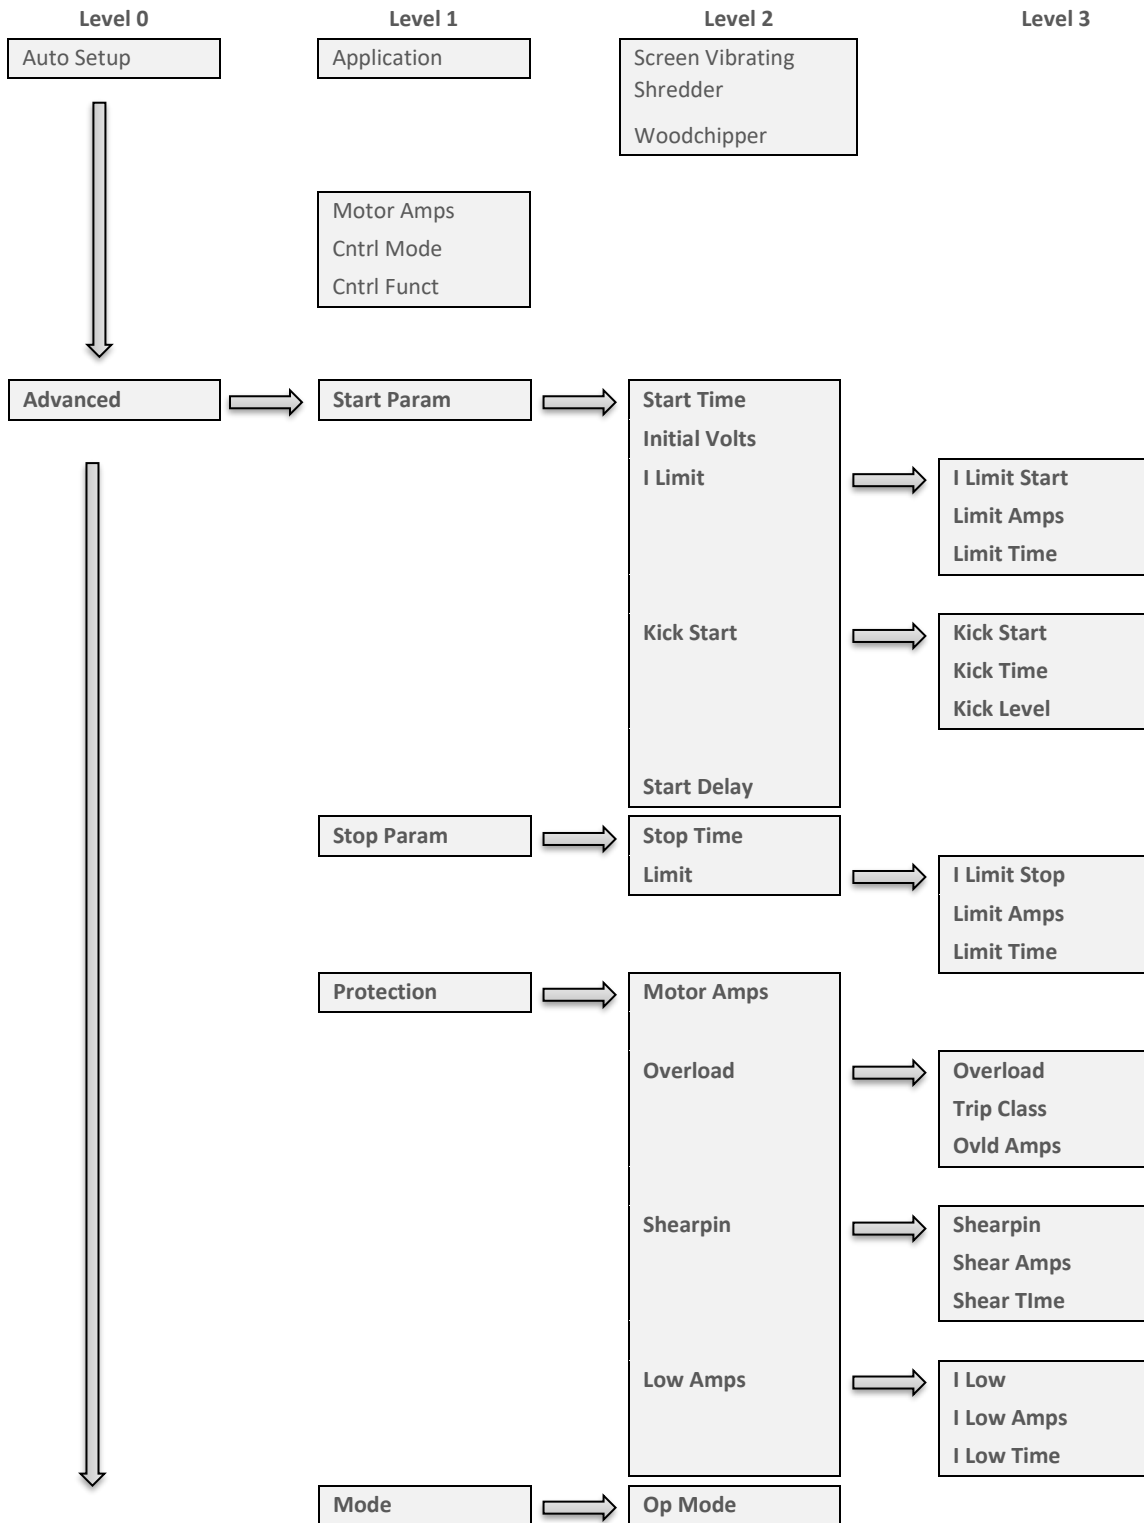 Level 0
Level 1
Level 2
Level 3
Auto Setup
Application
Screen Vibrating
Shredder
Woodchipper
Motor Amps
Cntrl Mode
Cntrl Funct
Advanced
Start Param
Start Time
Initial Volts
I Limit
I Limit Start
Limit Amps
Limit Time
Kick Start
Kick Start
Kick Time
Kick Level
Start Delay
Stop Param
Stop Time
Limit
I Limit Stop
Limit Amps
Limit Time
Protection
Motor Amps
Overload
Overload
Trip Class
Ovld Amps
Shearpin
Shearpin
Shear Amps
Shear TIme
Low Amps
I Low
I Low Amps
I Low Time
Mode
Op Mode